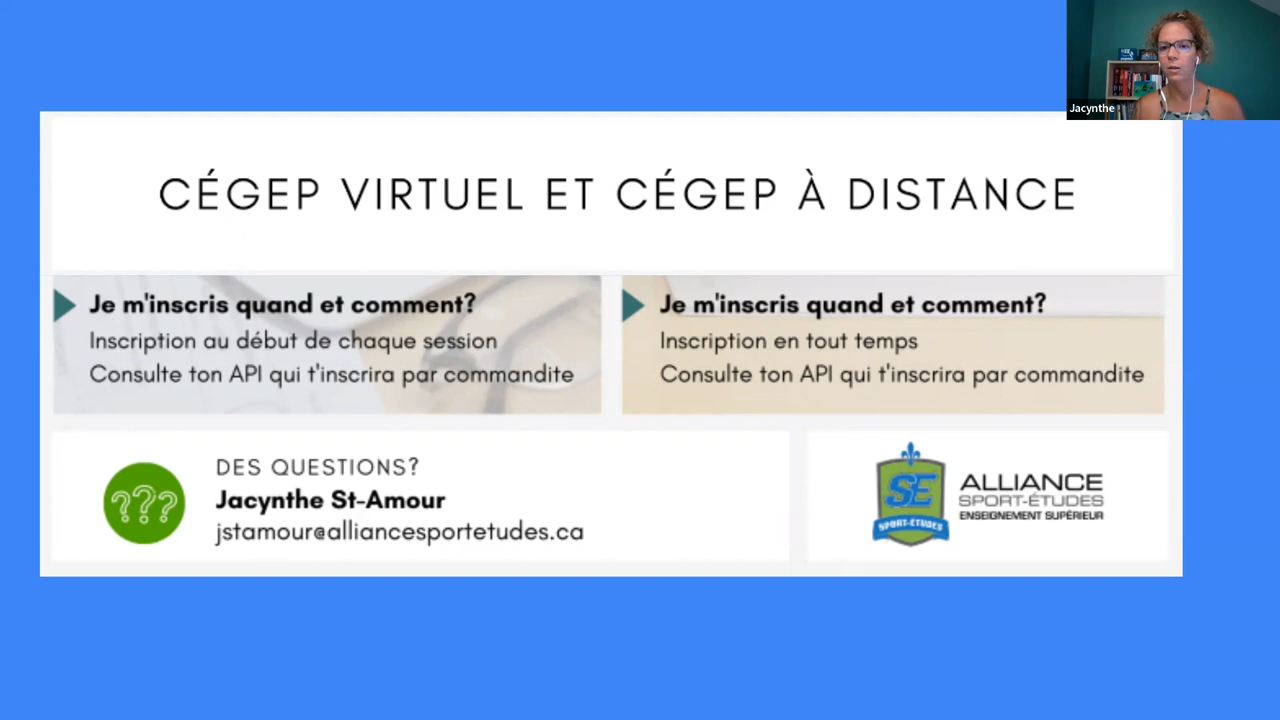 Jacynthe
CÉGEP VIRTUEL ET CÉGEP À DISTANCE
Je m'inscris quand et comment?
Inscription au début de chaque session
Consulte ton API qui t'inscrira par commandite
Je m'inscris quand et comment?
Inscription en tout temps
Consulte ton API qui t'inscrira par commandite
???
DES QUESTIONS?
Jacynthe St-Amour
jstamour@alliancesportetudes.ca
SE
SPORT-ÉTUDES
ALLIANCE
SPORT-ÉTUDES
ENSEIGNEMENT SUPÉRIEUR